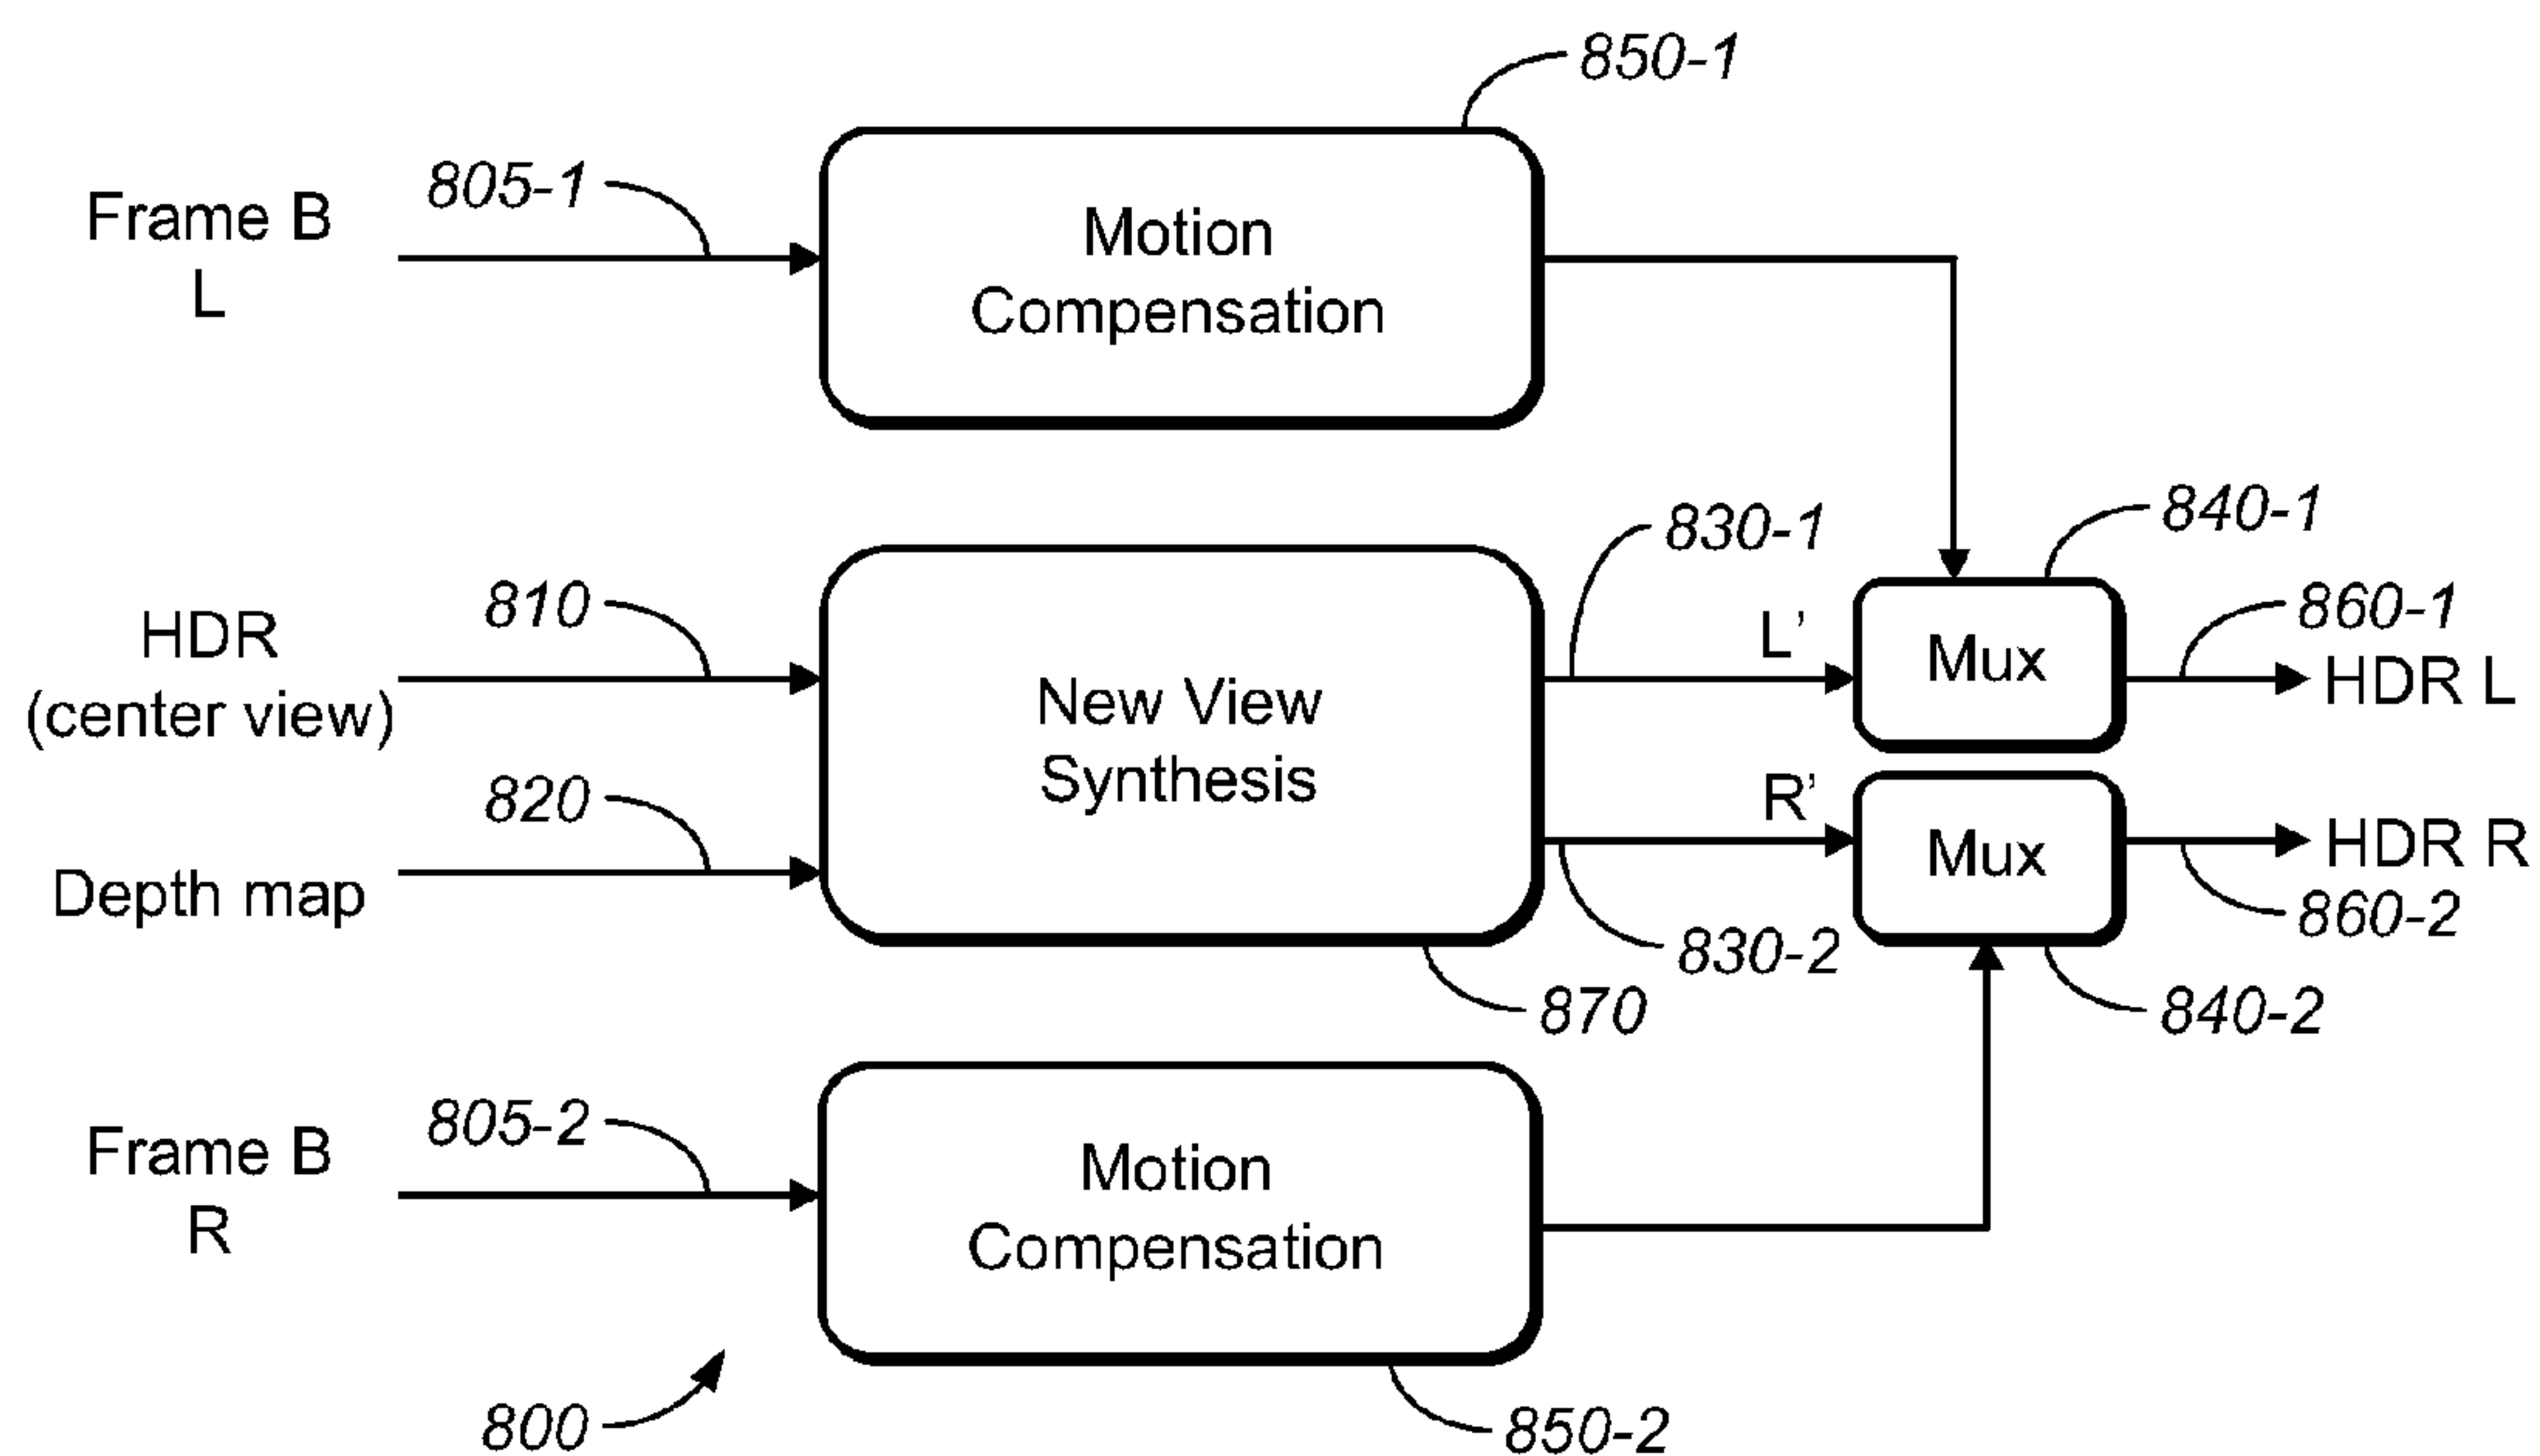 850-1
805-1
Frame B
L
Motion
Compensation
840-1
830-1
810
HDR
(center view)
L’
860-1
Mux
HDR L
New View
Synthesis
820
R’
Mux
HDR R
Depth map
860-2
830-2
870
840-2
805-2
Frame B
R
Motion
Compensation
800
850-2